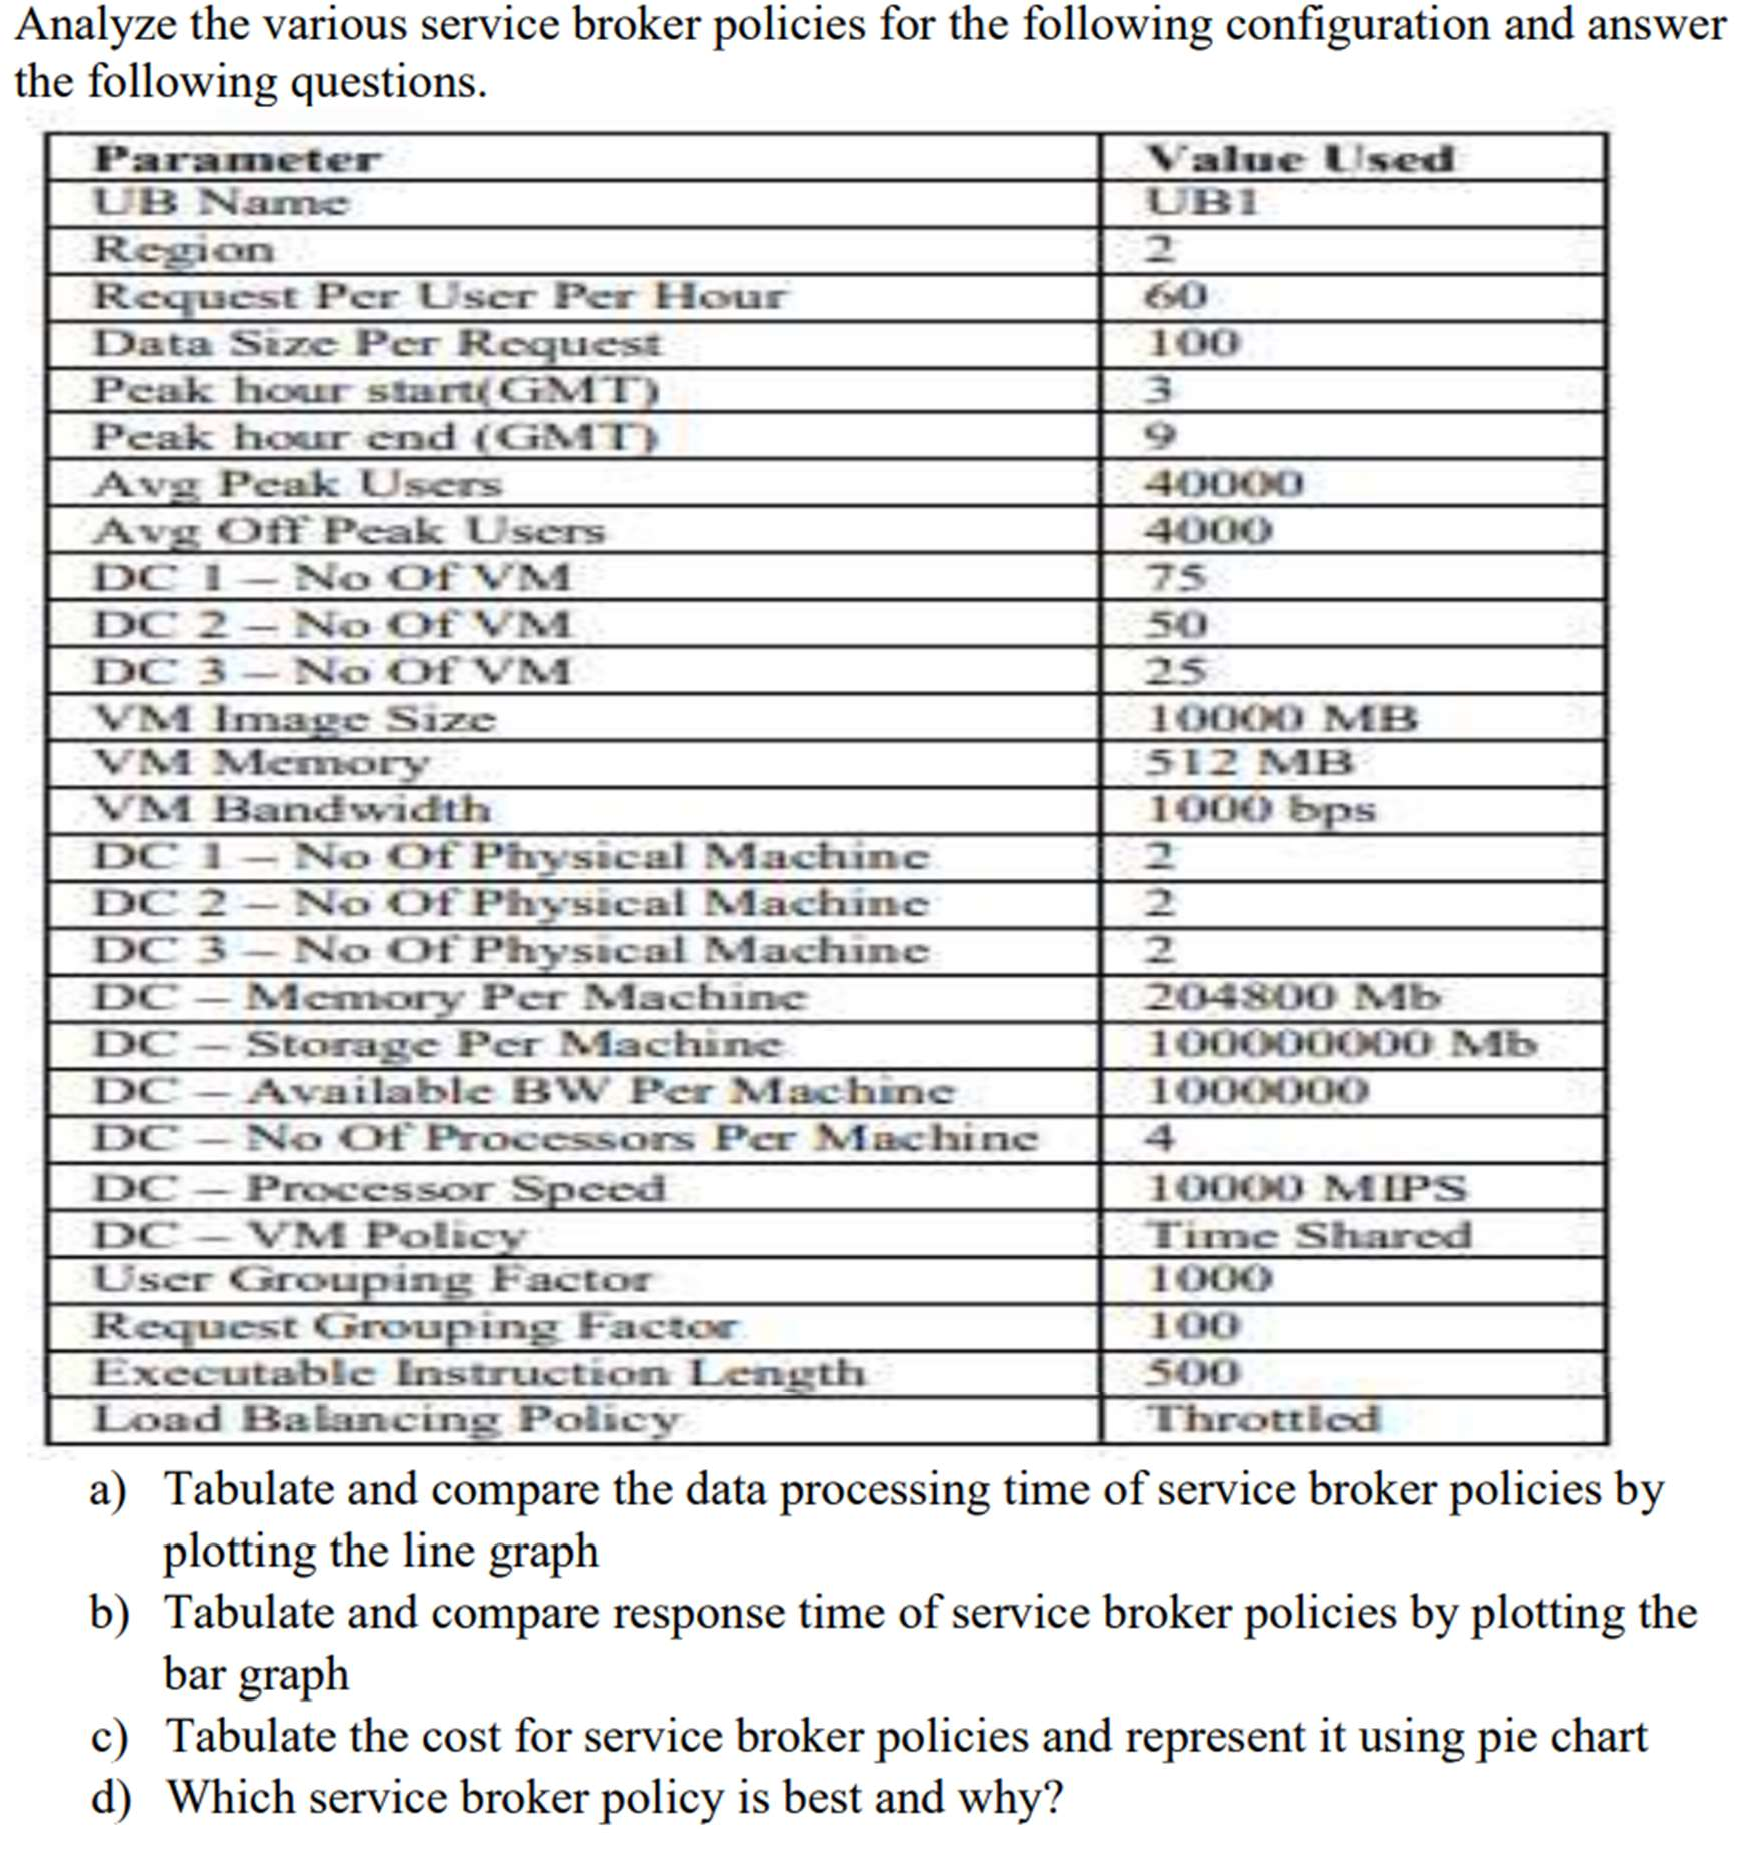 Analyze the various service broker policies for the following configuration and answer
the following questions.
Parameter Value Used
UB Name UB1
Region 2
Request Per User Per Hour 60
Data Size Per Request 100
Peak hour start(GMT) 3
Peak hour end (GMT) 9
Avg Peak Users 40000
Avg Off Peak Users 4000
DC 1 – No Of VM 75
DC 2 – No Of VM 50
DC 3 – No Of VM 25
VM Image Size 10000 MB
VM Memory 512 MB
VM Bandwidth 1000 bps
DC 1 – No Of Physical Machine 2
DC 2 – No Of Physical Machine 2
DC 3 – No Of Physical Machine 2
DC – Memory Per Machine 204800 Mb
DC – Storage Per Machine 100000000 Mb
DC – Available BW Per Machine 1000000
DC – No Of Processors Per Machine 4
DC – Processor Speed 10000 MIPS
DC – VM Policy Time Shared
User Grouping Factor 1000
Request Grouping Factor 100
Executable Instruction Length 500
Load Balancing Policy Throttled
a) Tabulate and compare the data processing time of service broker policies by
plotting the line graph
b) Tabulate and compare response time of service broker policies by plotting the
bar graph
c) Tabulate the cost for service broker policies and represent it using pie chart
d) Which service broker policy is best and why?